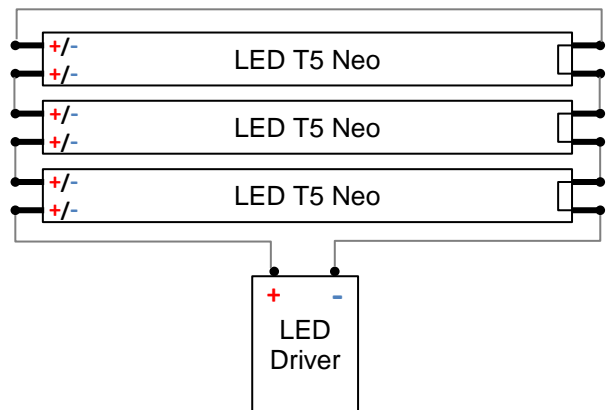 +/-
LED T5 Neo
+/-
+/-
LED T5 Neo
+/-
+/-
LED T5 Neo
+/-
+ -
LED
Driver